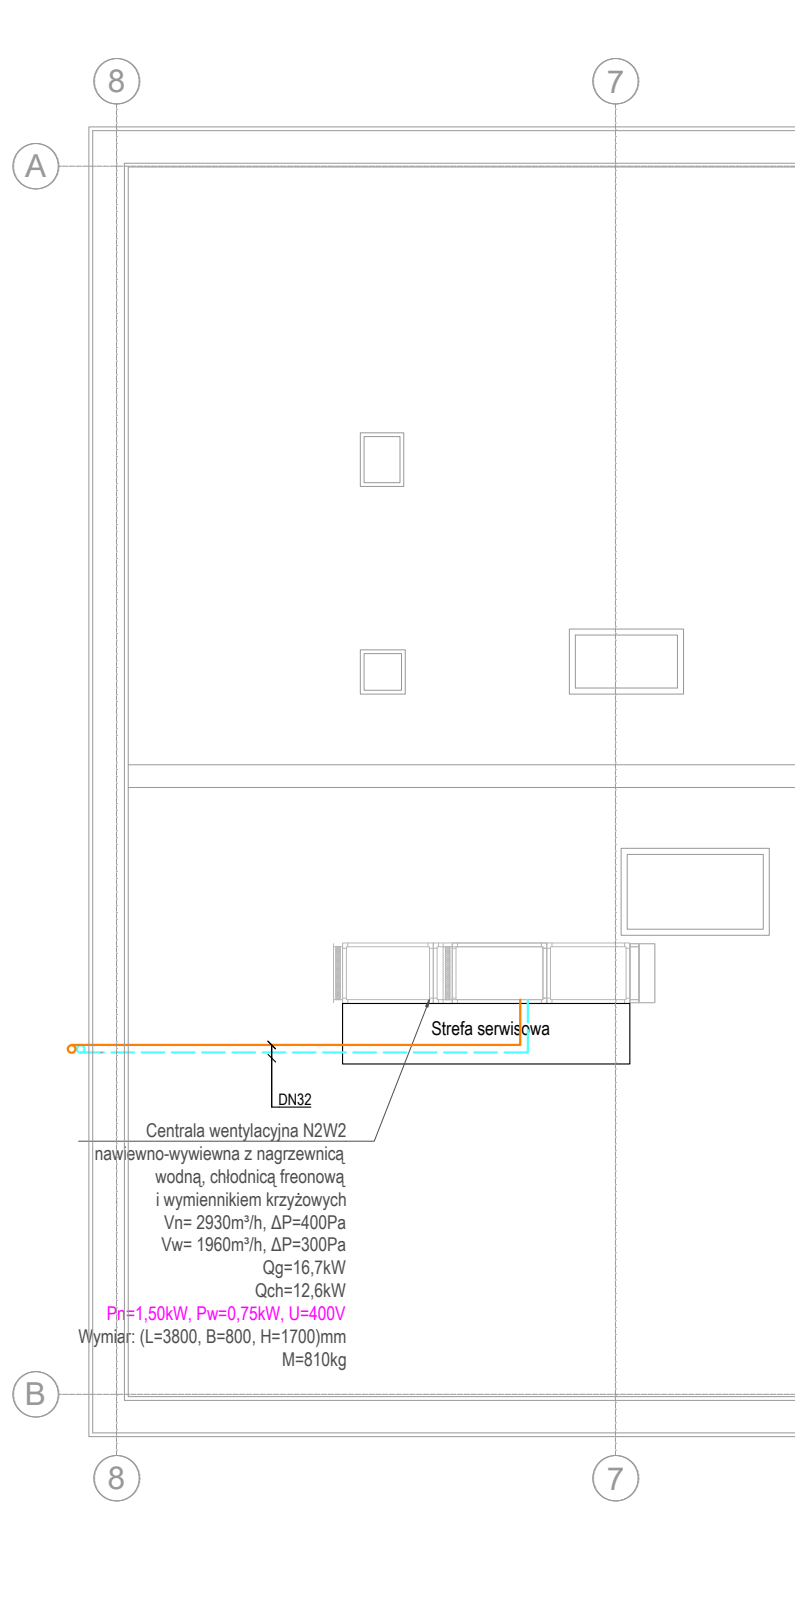 8
7
A
Strefa serwisowa
DN32
Centrala wentylacyjna N2W2
nawiewno-wywiewna z nagrzewnicą
wodną, chłodnicą freonową
i wymiennikiem krzyżowych
Vn= 2930m³/h, ΔP=400Pa
Vw= 1960m³/h, ΔP=300Pa
Qg=16,7kW
Qch=12,6kW
Pn=1,50kW, Pw=0,75kW, U=400V
Wymiar: (L=3800, B=800, H=1700)mm
M=810kg
B
8
7